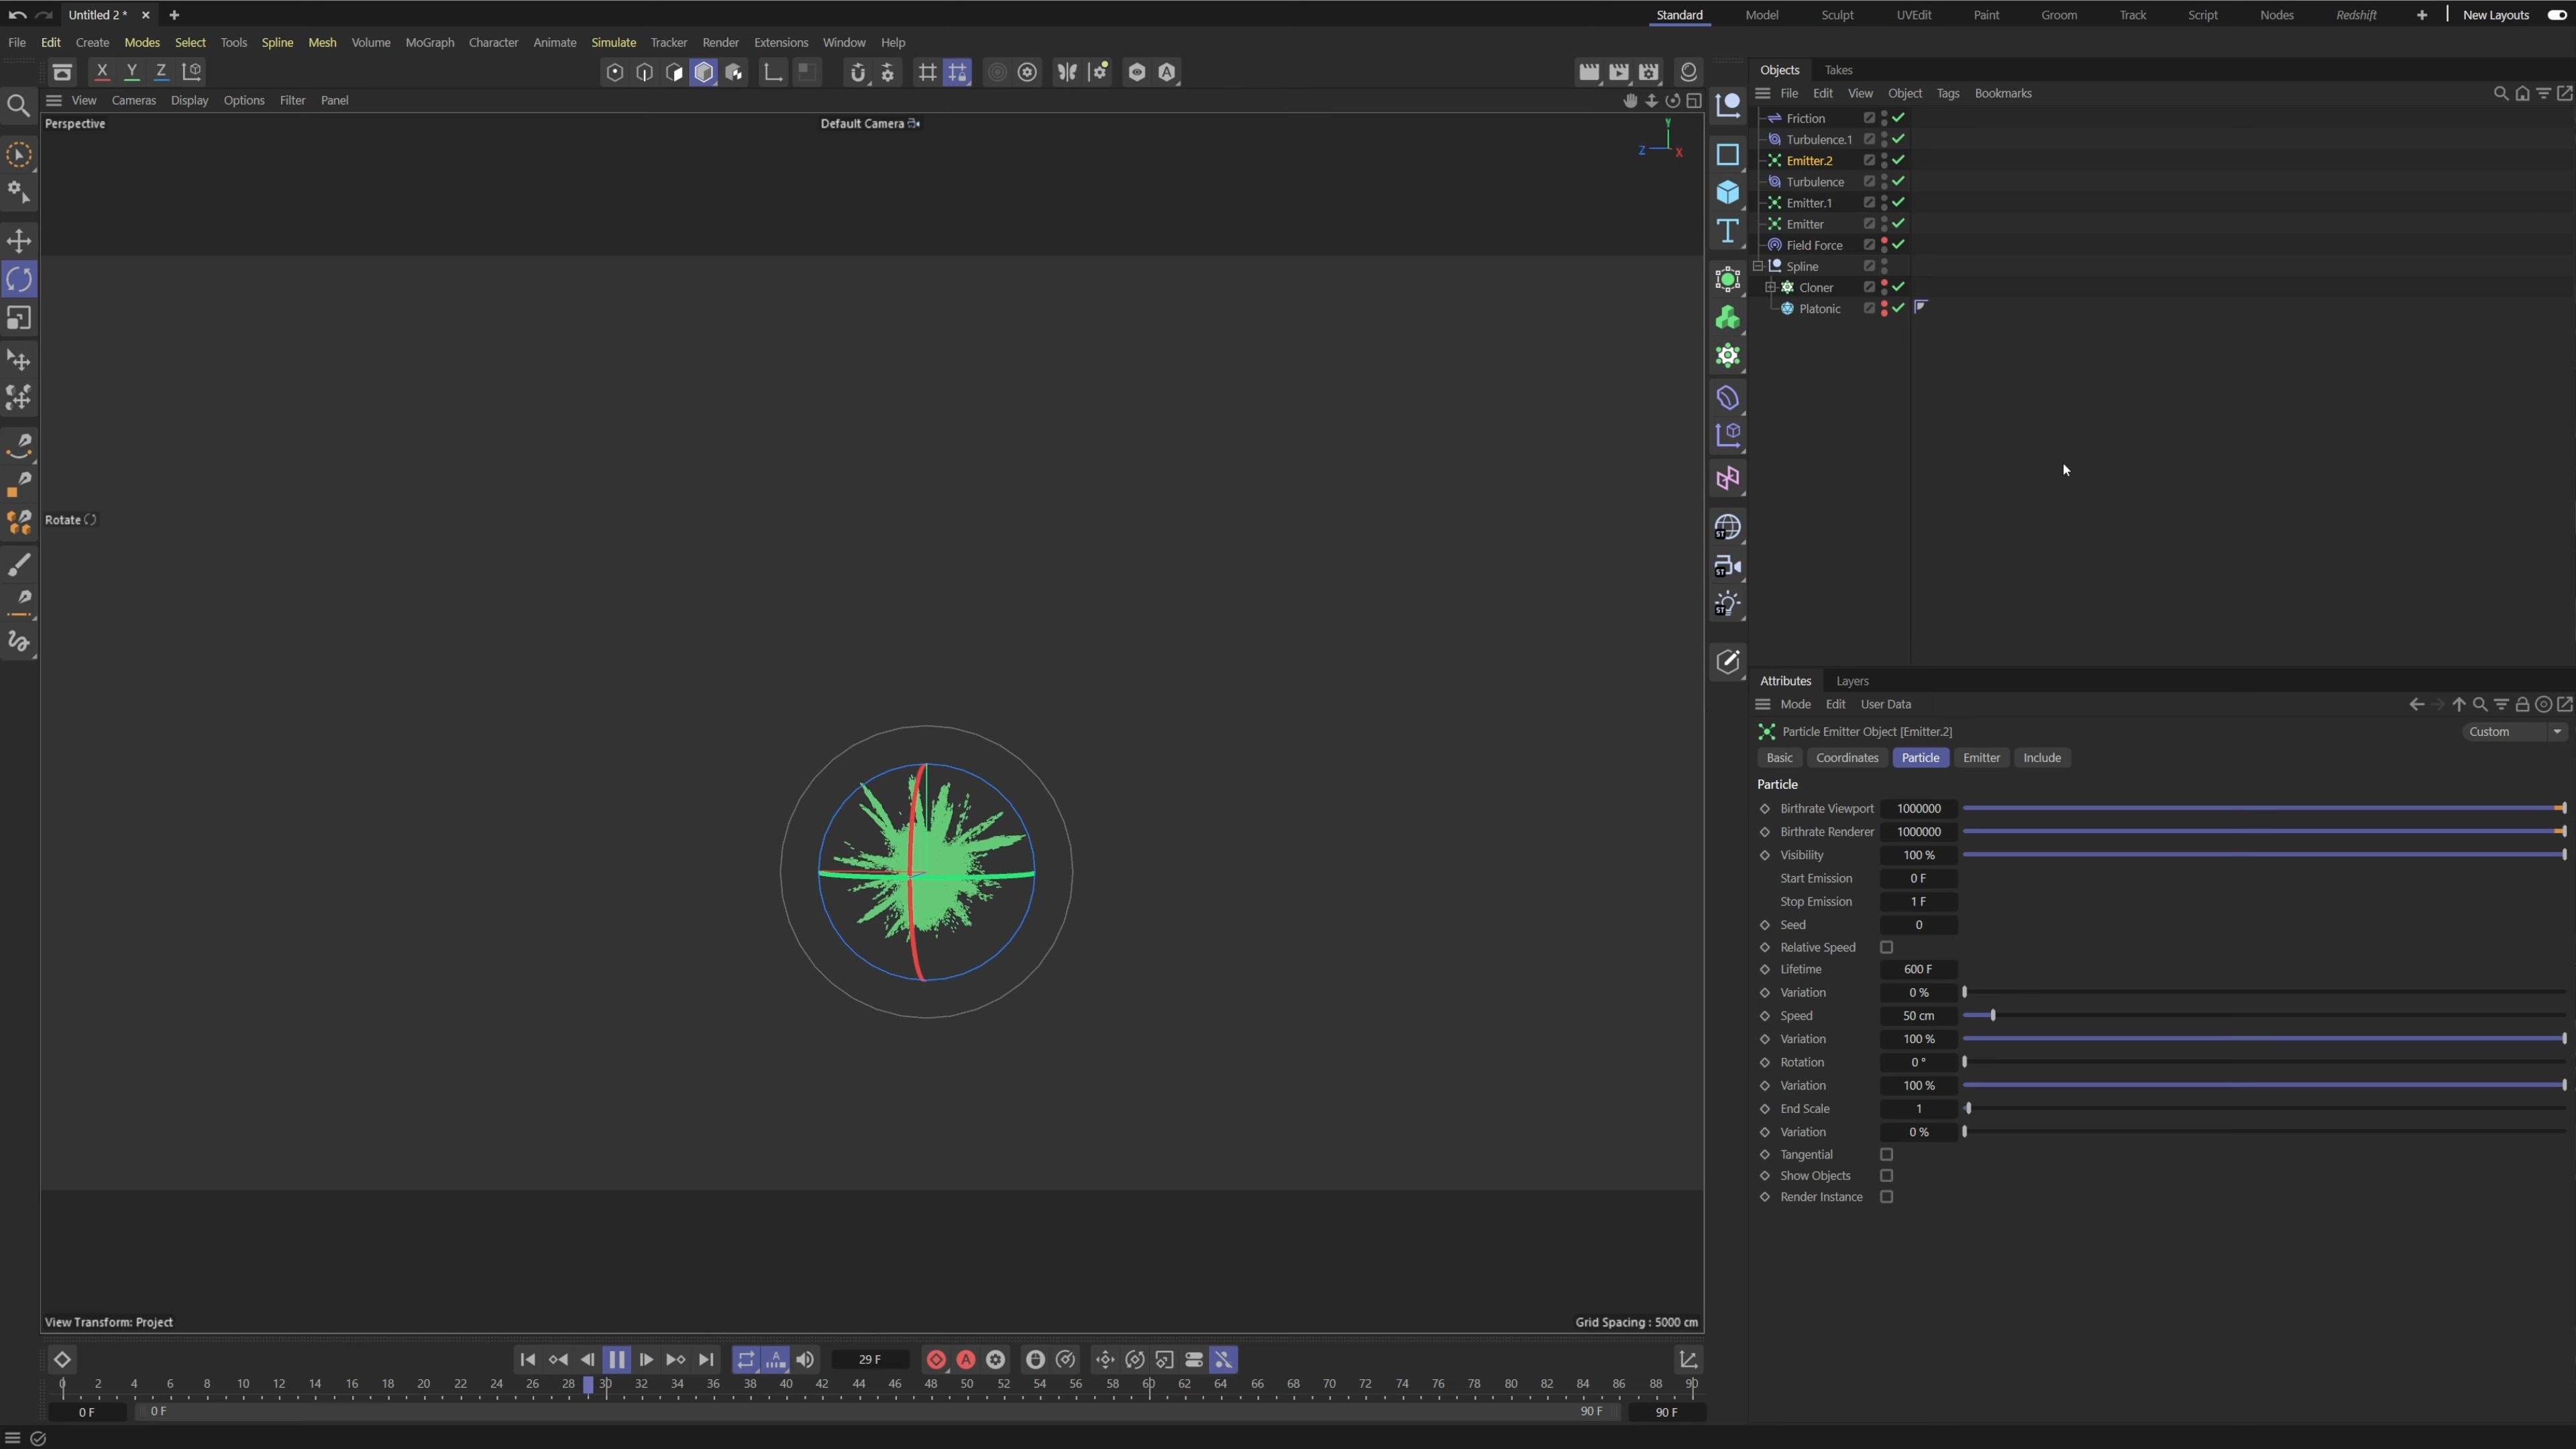 Untitled 2 *
Standard Model Sculpt UVEdit Paint Groom Track Script Nodes Redshift New Layouts
File Edit Create Modes Select Tools Spline Mesh Volume MoGraph Character Animate Simulate Tracker Render Extensions Window Help
X Y Z
Objects Takes
View Cameras Display Options Filter Panel
File Edit View Object Tags Bookmarks
Perspective
Default Camera
Y
Z
X
Friction
Turbulence.1
Emitter.2
Turbulence
Emitter.1
Emitter
Field Force
Spline
Cloner
Platonic
Rotate
ST
ST
ST
Attributes Layers
Mode Edit User Data
Particle Emitter Object [Emitter.2]
Custom
Basic Coordinates Particle Emitter Include
Particle
Birthrate Viewport 1000000
Birthrate Renderer 1000000
Visibility 100 %
Start Emission 0 F
Stop Emission 1 F
Seed 0
Relative Speed
Lifetime 600 F
Variation 0 %
Speed 50 cm
Variation 100 %
Rotation 0 °
Variation 100 %
End Scale 1
Variation 0 %
Tangential
Show Objects
Render Instance
View Transform: Project
Grid Spacing : 5000 cm
29 F
0 2 4 6 8 10 12 14 16 18 20 22 24 26 28 30 32 34 36 38 40 42 44 46 48 50 52 54 56 58 60 62 64 66 68 70 72 74 76 78 80 82 84 86 88 90
0 F 0 F 90 F 90 F